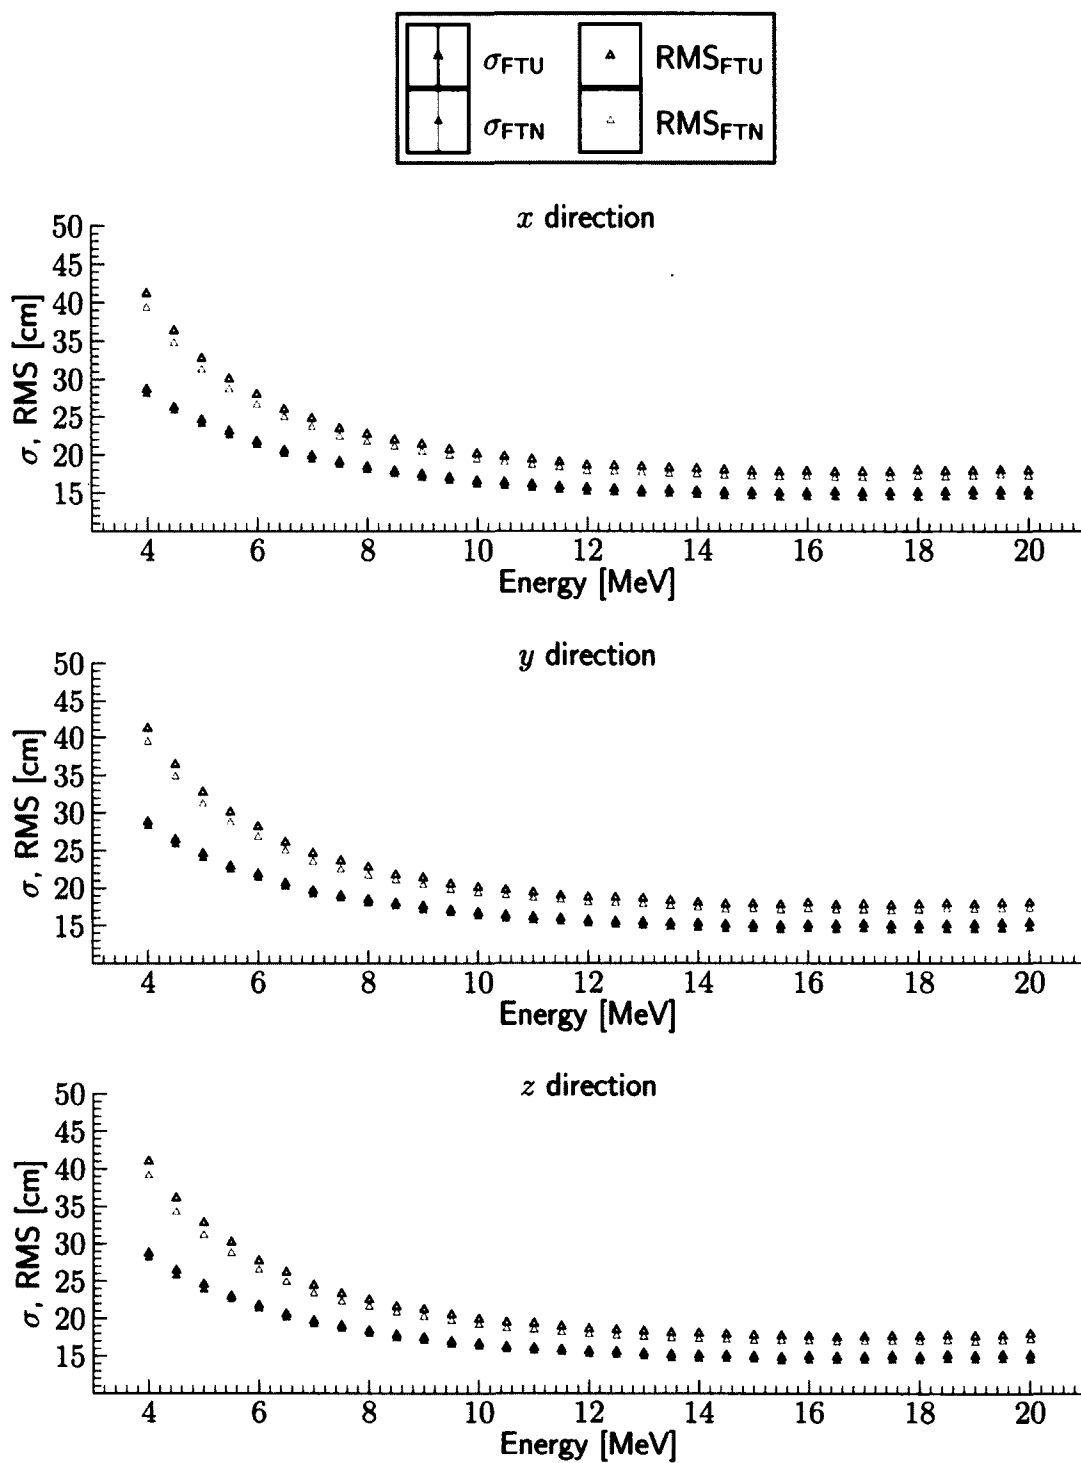 σFTU RMSFTU
σFTN RMSFTN
x direction
50
45
40
35
30
25
20
15
σ, RMS [cm]
4 6 8 10 12 14 16 18 20
Energy [MeV]
y direction
50
45
40
35
30
25
20
15
σ, RMS [cm]
4 6 8 10 12 14 16 18 20
Energy [MeV]
z direction
50
45
40
35
30
25
20
15
σ, RMS [cm]
4 6 8 10 12 14 16 18 20
Energy [MeV]